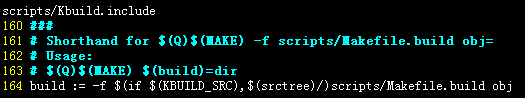 scripts/Kbuild.include
160 ###
161 # Shorthand for $(Q)$(MAKE) -f scripts/Makefile.build obj=
162 # Usage:
163 # $(Q)$(MAKE) $(build)=dir
164 build := -f $(if $(KBUILD_SRC),$(srctree)/)scripts/Makefile.build obj